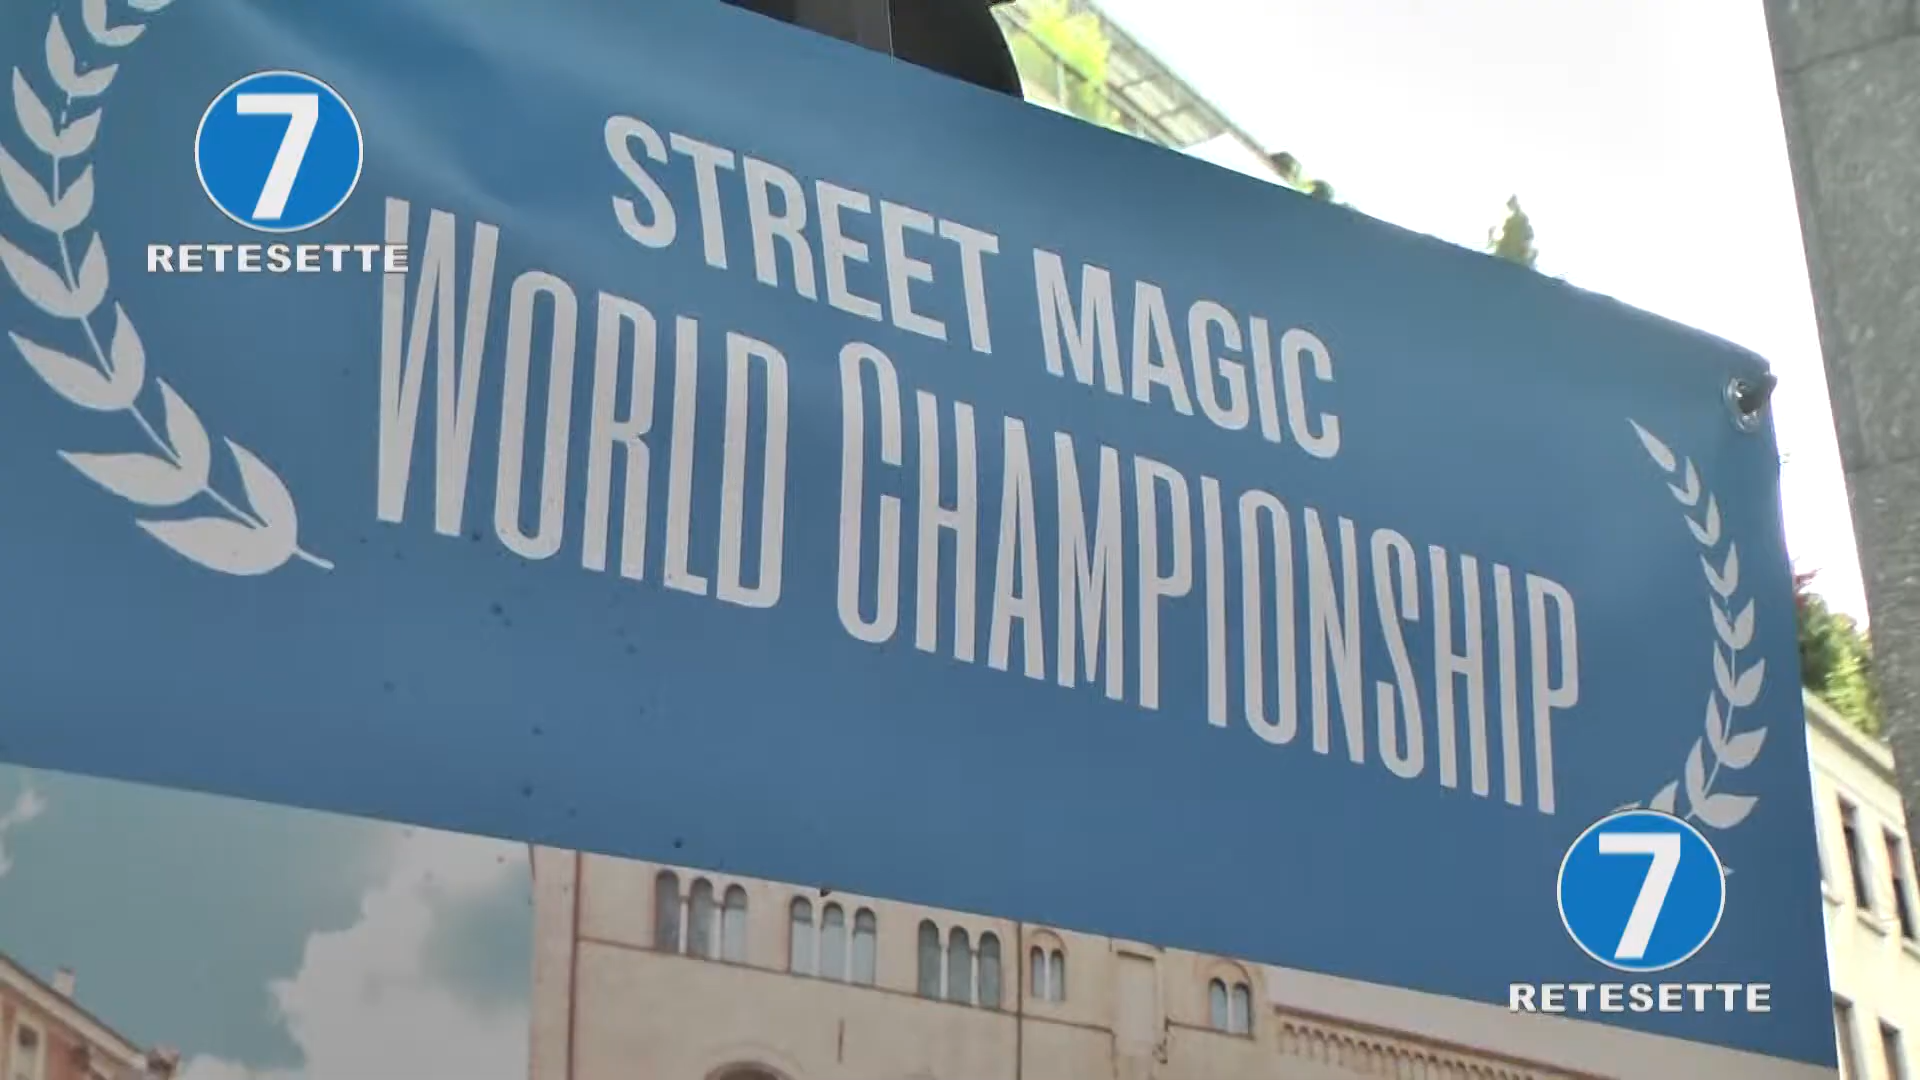 7
RETESETTE
STREET MAGIC
WORLD CHAMPIONSHIP
7
RETESETTE